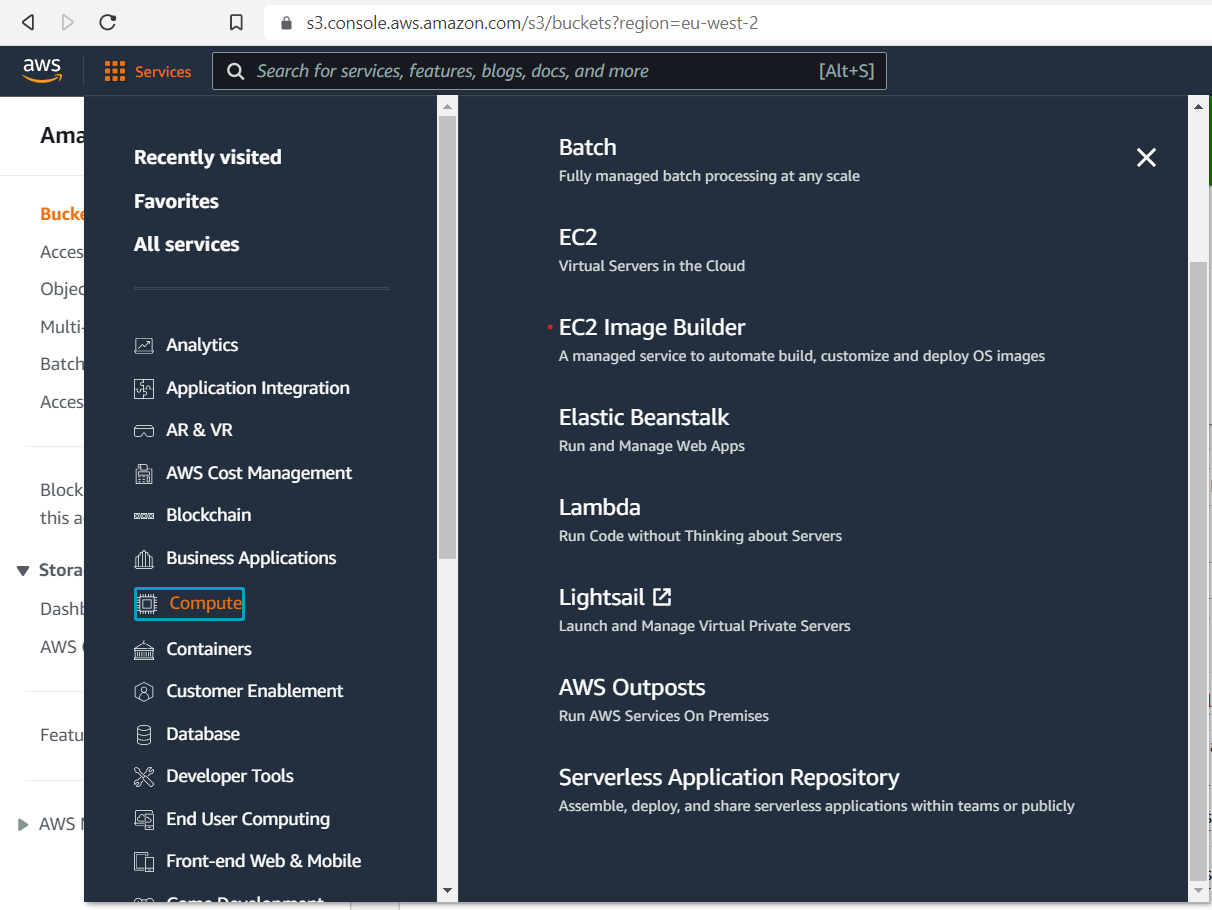 s3.console.aws.amazon.com/s3/buckets?region=eu-west-2
aws
Services
Search for services, features, blogs, docs, and more
[Alt+S]
Ama
Bucke
Acces
Objec
Multi-
Batch
Acces
Block
this a
Stora
Dashb
AWS
Featu
AWS
Recently visited
Favorites
All services
Analytics
Application Integration
AR & VR
AWS Cost Management
Blockchain
Business Applications
Compute
Containers
Customer Enablement
Database
Developer Tools
End User Computing
Front-end Web & Mobile
Game Development
Batch
Fully managed batch processing at any scale
EC2
Virtual Servers in the Cloud
EC2 Image Builder
A managed service to automate build, customize and deploy OS images
Elastic Beanstalk
Run and Manage Web Apps
Lambda
Run Code without Thinking about Servers
Lightsail
Launch and Manage Virtual Private Servers
AWS Outposts
Run AWS Services On Premises
Serverless Application Repository
Assemble, deploy, and share serverless applications within teams or publicly